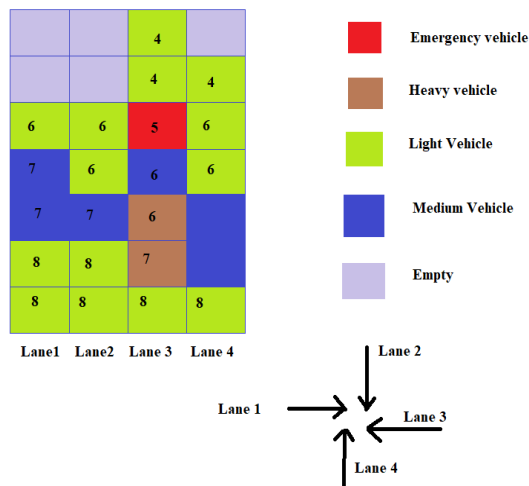 4
4 4
6 6 5 6
7 6 6 6
7 7 6
8 8 7
8 8 8 8
Lane1 Lane2 Lane 3 Lane 4
Emergency vehicle
Heavy vehicle
Light Vehicle
Medium Vehicle
Empty
Lane 2
Lane 1
Lane 3
Lane 4